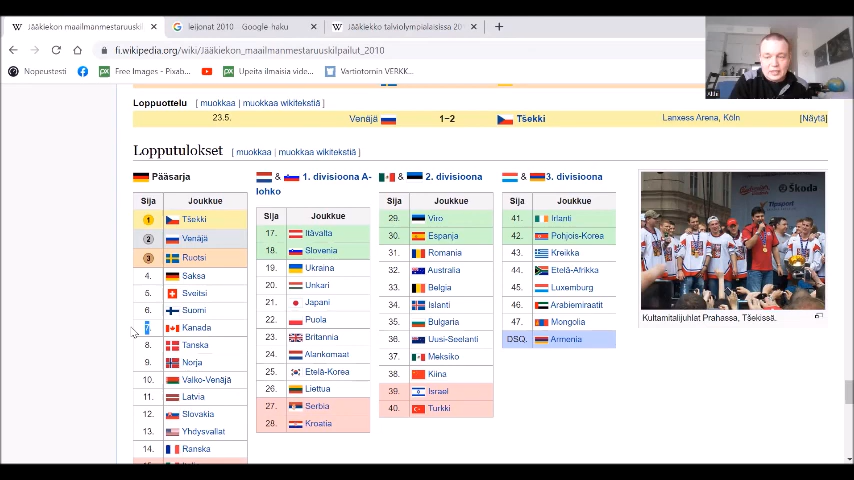 Jääkiekon maailmanmestaruuskil
leijonat 2010 - Google-haku
Jääkiekko talviolympialaisissa 20
fi.wikipedia.org/wiki/Jääkiekon_maailmanmestaruuskilpailut_2010
Nopeustesti
Free Images - Pixab...
Upeita ilmaisia video...
Vartiotornin VERKK...
Loppuottelu [ muokkaa | muokkaa wikitekstiä ]
23.5. Venäjä 1–2 Tšekki Lanxess Arena, Köln [Näytä]
Lopputulokset [ muokkaa | muokkaa wikitekstiä ]
Pääsarja
Sija Joukkue
1 Tšekki
2 Venäjä
3 Ruotsi
4. Saksa
5. Sveitsi
6. Suomi
7. Kanada
8. Tanska
9. Norja
10. Valko-Venäjä
11. Latvia
12. Slovakia
13. Yhdysvallat
14. Ranska
& 1. divisioona A-
lohko
Sija Joukkue
17. Itävalta
18. Slovenia
19. Ukraina
20. Unkari
21. Japani
22. Puola
23. Britannia
24. Alankomaat
25. Etelä-Korea
26. Liettua
27. Serbia
28. Kroatia
& 2. divisioona
Sija Joukkue
29. Viro
30. Espanja
31. Romania
32. Australia
33. Belgia
34. Islanti
35. Bulgaria
36. Uusi-Seelanti
37. Meksiko
38. Kiina
39. Israel
40. Turkki
& 3. divisioona
Sija Joukkue
41. Irlanti
42. Pohjois-Korea
43. Kreikka
44. Etelä-Afrikka
45. Luxemburg
46. Arabiemiraatit
47. Mongolia
DSQ. Armenia
Škoda
Kultamitalijuhlat Prahassa, Tšekissä.